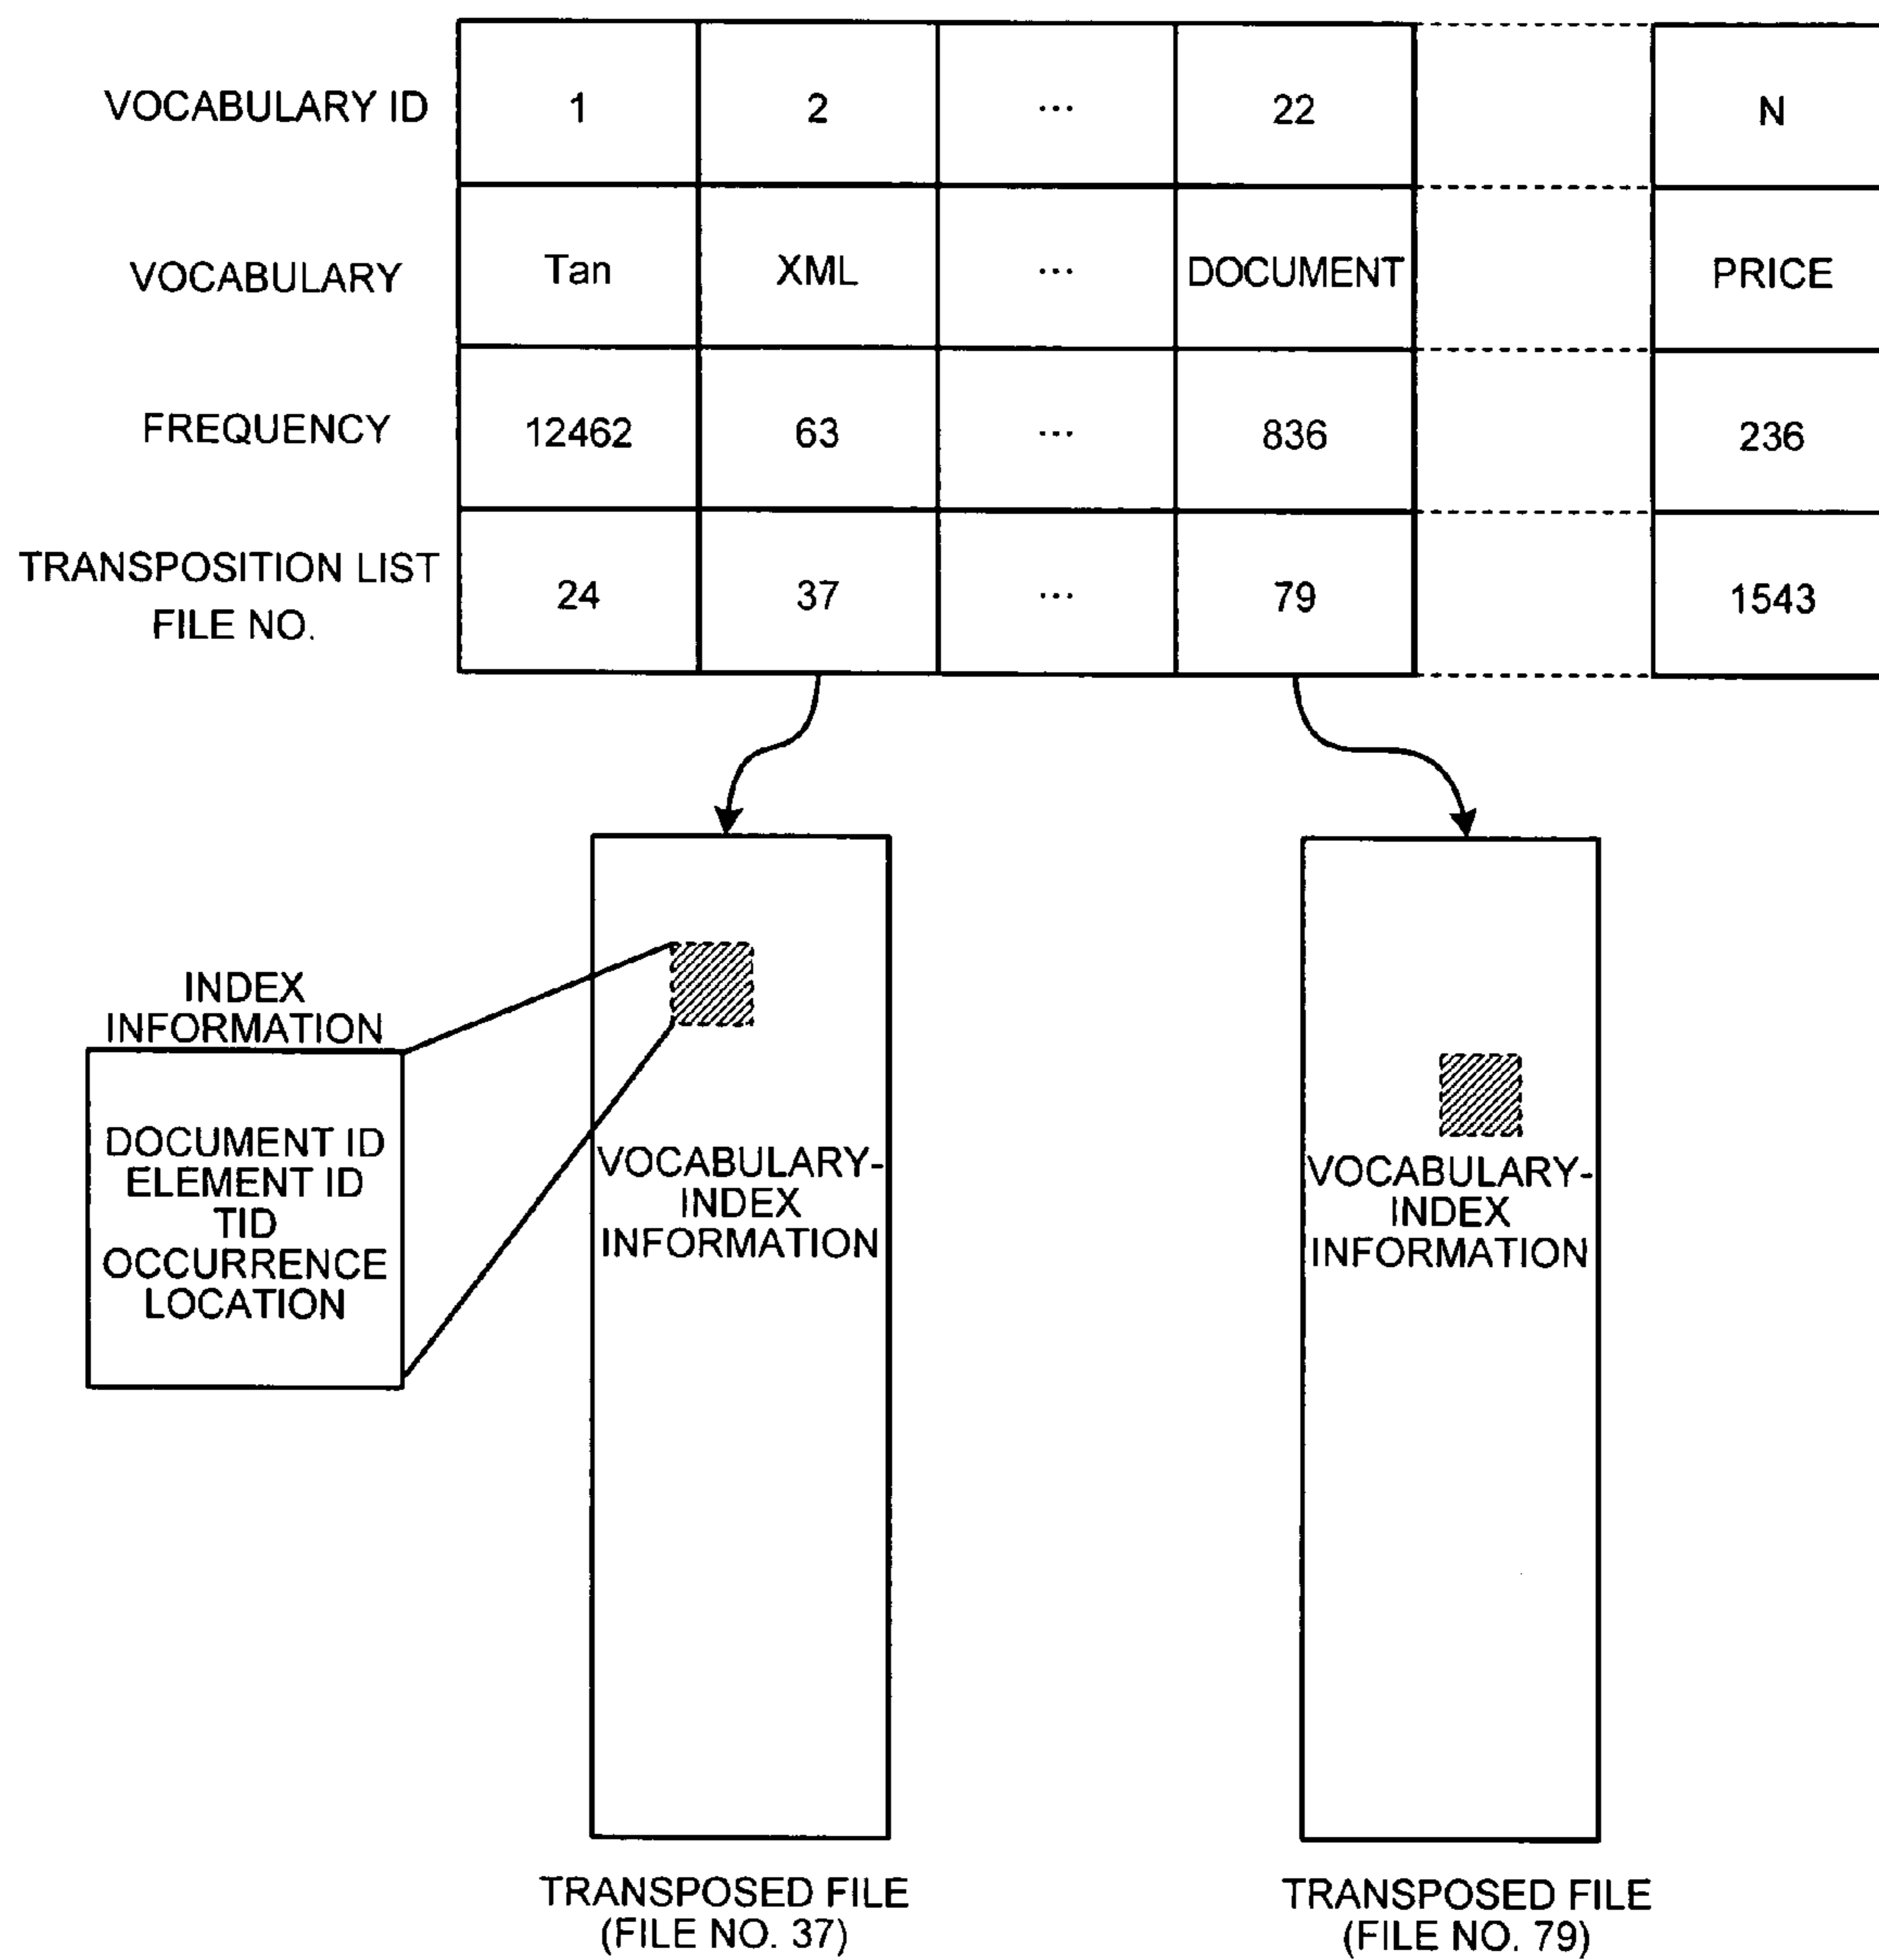 VOCABULARY ID 1 2 ... 22 N
VOCABULARY Tan XML ... DOCUMENT PRICE
FREQUENCY 12462 63 ... 836 236
TRANSPOSITION LIST
FILE NO. 24 37 ... 79 1543
INDEX
INFORMATION
DOCUMENT ID
ELEMENT ID
TID
OCCURRENCE
LOCATION
VOCABULARY-
INDEX
INFORMATION
VOCABULARY-
INDEX
INFORMATION
TRANSPOSED FILE
(FILE NO. 37)
TRANSPOSED FILE
(FILE NO. 79)